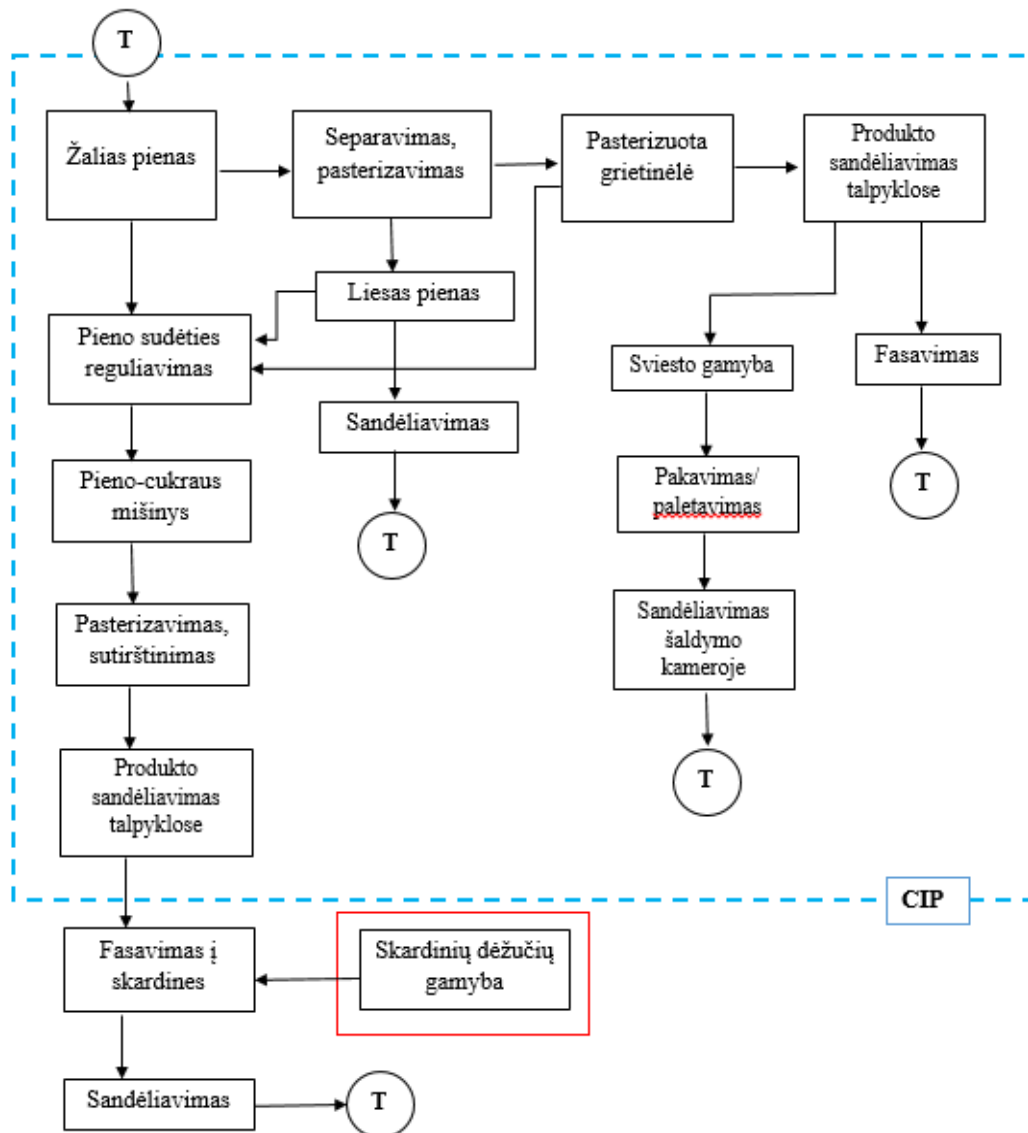 T
Žalias pienas
Separavimas,
pasterizavimas
Pasterizuota
grietinėlė
Produkto
sandėliavimas
talpyklose
Liesas pienas
Pieno sudėties
reguliavimas
Sviesto gamyba
Fasavimas
Sandėliavimas
Pieno-cukraus
mišinys
Pakavimas/
paletavimas
T
T
Pasterizavimas,
sutirštinimas
Sandėliavimas
šaldymo
kameroje
Produkto
sandėliavimas
talpyklose
T
CIP
Fasavimas į
skardines
Skardinių dėžučių
gamyba
Sandėliavimas
T